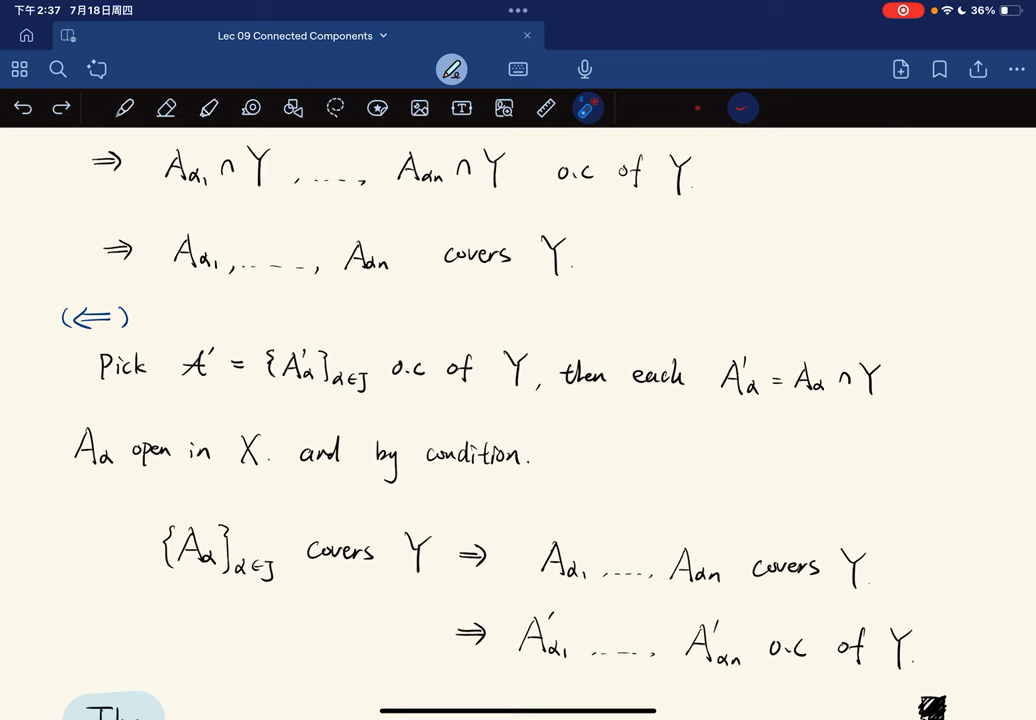 下午2:37 7月18日周四
36%
Lec 09 Connected Components
⇒ Aα₁ ∩ Y , ...., Aαn ∩ Y o.c of Y.
⇒ Aα₁, ....., Aαn covers Y.
(⇐)
Pick 𝒜' = {A'α}α∈J o.c of Y, then each A'α = Aα ∩ Y
Aα open in X. and by condition.
{Aα}α∈J covers Y ⇒ Aα₁ ....., Aαn covers Y.
⇒ A'α₁ ....., A'αn o.c of Y.
Th